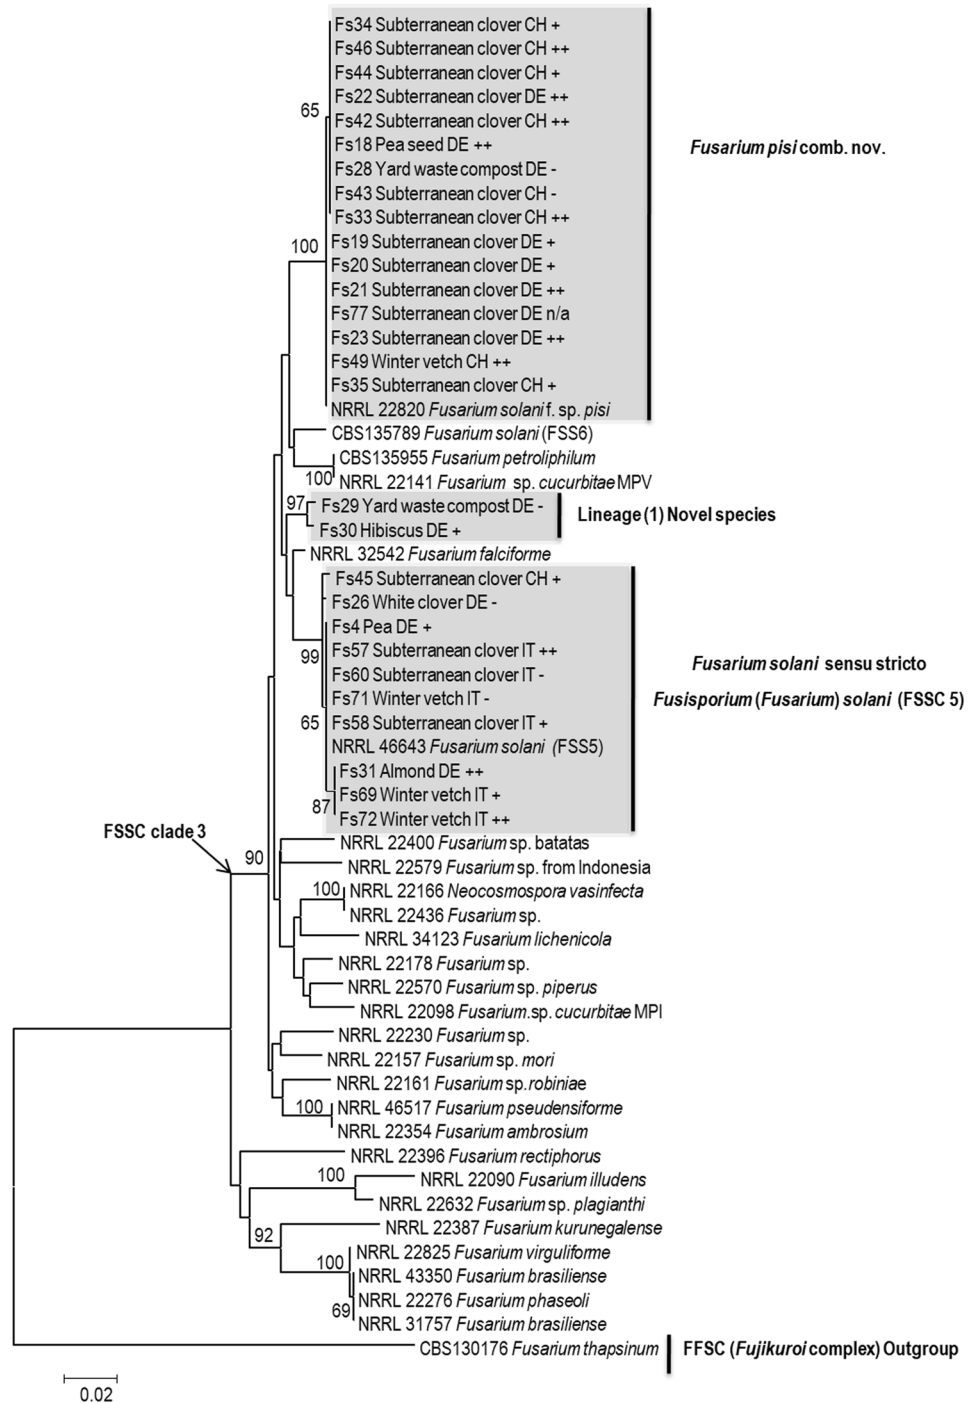 Fs34 Subterranean clover CH +
Fs46 Subterranean clover CH ++
Fs44 Subterranean clover CH +
Fs22 Subterranean clover DE ++
65
Fs42 Subterranean clover CH ++
Fs18 Pea seed DE ++
Fusarium pisi comb. nov.
Fs28 Yard waste compost DE -
Fs43 Subterranean clover CH -
Fs33 Subterranean clover CH ++
100
Fs19 Subterranean clover DE +
Fs20 Subterranean clover DE +
Fs21 Subterranean clover DE ++
Fs77 Subterranean clover DE n/a
Fs23 Subterranean clover DE ++
Fs49 Winter vetch CH ++
Fs35 Subterranean clover CH +
NRRL 22820 Fusarium solani f. sp. pisi
CBS135789 Fusarium solani (FSS6)
CBS135955 Fusarium petroliphilum
100
NRRL 22141 Fusarium sp. cucurbitae MPV
97
Fs29 Yard waste compost DE -
Lineage (1) Novel species
Fs30 Hibiscus DE +
NRRL 32542 Fusarium falciforme
Fs45 Subterranean clover CH +
Fs26 White clover DE -
Fs4 Pea DE +
99
Fs57 Subterranean clover IT ++
Fusarium solani sensu stricto
Fs60 Subterranean clover IT -
Fs71 Winter vetch IT -
Fusisporium (Fusarium) solani (FSSC 5)
65
Fs58 Subterranean clover IT +
NRRL 46643 Fusarium solani (FSS5)
Fs31 Almond DE ++
Fs69 Winter vetch IT +
87
Fs72 Winter vetch IT ++
FSSC clade 3
NRRL 22400 Fusarium sp. batatas
90
NRRL 22579 Fusarium sp. from Indonesia
100
NRRL 22166 Neocosmospora vasinfecta
NRRL 22436 Fusarium sp.
NRRL 34123 Fusarium lichenicola
NRRL 22178 Fusarium sp.
NRRL 22570 Fusarium sp. piperus
NRRL 22098 Fusarium.sp. cucurbitae MPI
NRRL 22230 Fusarium sp.
NRRL 22157 Fusarium sp. mori
NRRL 22161 Fusarium sp.robiniae
100
NRRL 46517 Fusarium pseudensiforme
NRRL 22354 Fusarium ambrosium
NRRL 22396 Fusarium rectiphorus
100
NRRL 22090 Fusarium illudens
NRRL 22632 Fusarium sp. plagianthi
92
NRRL 22387 Fusarium kurunegalense
NRRL 22825 Fusarium virguliforme
100
NRRL 43350 Fusarium brasiliense
NRRL 22276 Fusarium phaseoli
69
NRRL 31757 Fusarium brasiliense
CBS130176 Fusarium thapsinum
FFSC (Fujikuroi complex) Outgroup
0.02